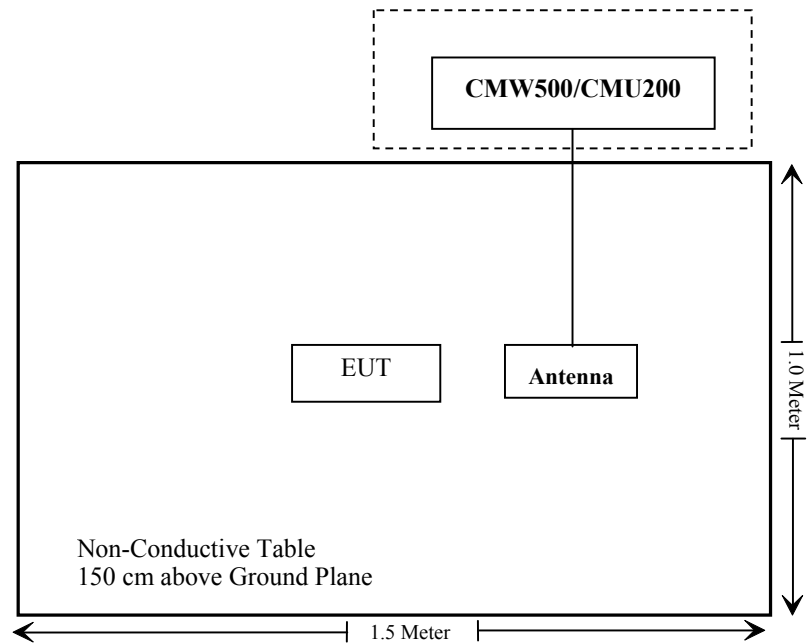 CMW500/CMU200
EUT
Antenna
1.0 Meter
Non-Conductive Table
150 cm above Ground Plane
1.5 Meter